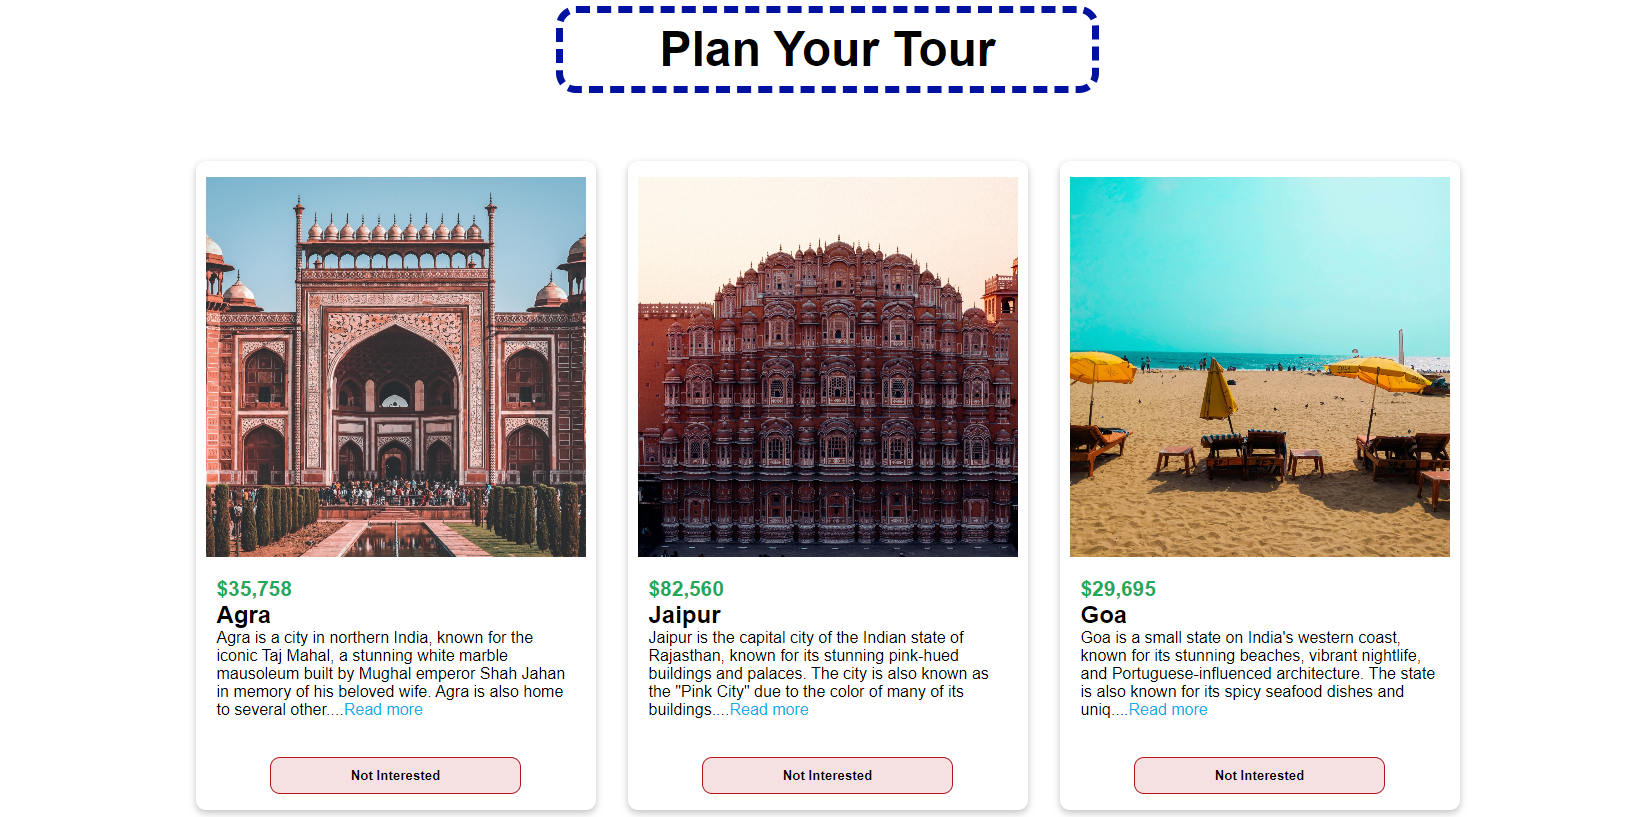 Plan Your Tour
$35,758
Agra
Agra is a city in northern India, known for the
iconic Taj Mahal, a stunning white marble
mausoleum built by Mughal emperor Shah Jahan
in memory of his beloved wife. Agra is also home
to several other....Read more
Not Interested
$82,560
Jaipur
Jaipur is the capital city of the Indian state of
Rajasthan, known for its stunning pink-hued
buildings and palaces. The city is also known as
the "Pink City" due to the color of many of its
buildings....Read more
Not Interested
$29,695
Goa
Goa is a small state on India's western coast,
known for its stunning beaches, vibrant nightlife,
and Portuguese-influenced architecture. The state
is also known for its spicy seafood dishes and
uniq....Read more
Not Interested